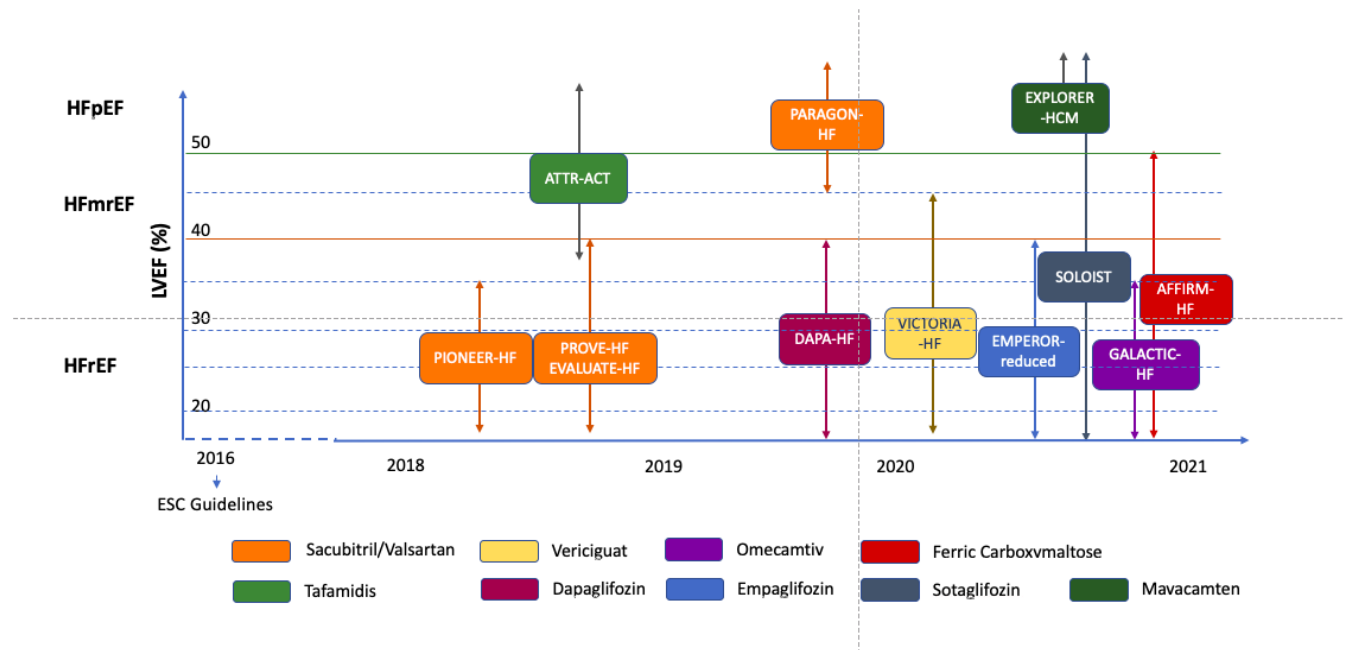 HFpEF
HFmrEF
HFrEF
LVEF (%)
50
40
30
20
PARAGON-
HF
EXPLORER
-HCM
ATTR-ACT
SOLOIST
AFFIRM-
HF
PIONEER-HF
PROVE-HF
EVALUATE-HF
DAPA-HF
VICTORIA
-HF
EMPEROR-
reduced
GALACTIC-
HF
2016
2018
2019
2020
2021
ESC Guidelines
Sacubitril/Valsartan
Vericiguat
Omecamtiv
Ferric Carboxvmaltose
Tafamidis
Dapaglifozin
Empaglifozin
Sotaglifozin
Mavacamten